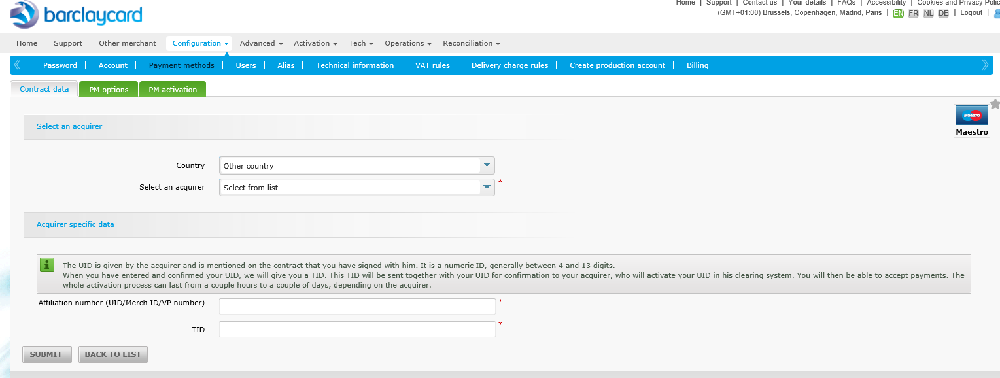 Home | Support | Contact us | Your details | FAQs | Accessibility | Cookies and Privacy
barclaycard
(GMT+01:00) Brussels, Copenhagen, Madrid, Paris | EN FR NL DE | Logout |
Home Support Other merchant Configuration Advanced Activation Tech Operations Reconciliation
Password | Account | Payment methods | Users | Alias | Technical information | VAT rules | Delivery charge rules | Create production account | Billing
Contract data PM options PM activation
Maestro
Maestro
Select an acquirer
Country Other country
Select an acquirer Select from list *
Acquirer specific data
The UID is given by the acquirer and is mentioned on the contract that you have signed with him. It is a numeric ID, generally between 4 and 13 digits.
When you have entered and confirmed your UID, we will give you a TID. This TID will be sent together with your UID for confirmation to your acquirer, who will activate your UID in his clearing system. You will then be able to accept payments. The
whole activation process can last from a couple hours to a couple of days, depending on the acquirer.
Affiliation number (UID/Merch ID/VP number) *
TID *
SUBMIT BACK TO LIST